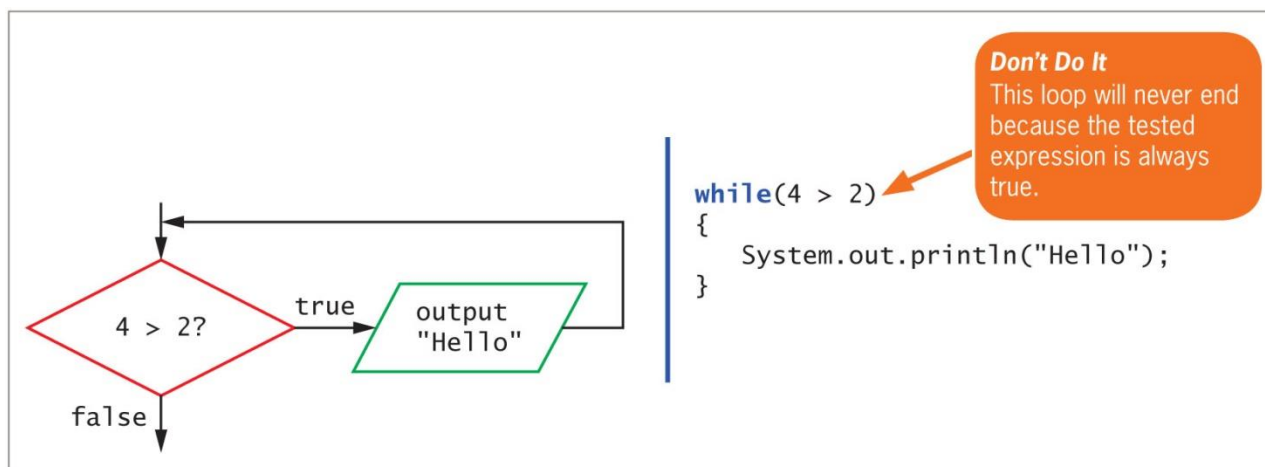 4 > 2?
true
output
"Hello"
false
while(4 > 2)
{
System.out.println("Hello");
}
Don't Do It
This loop will never end
because the tested
expression is always
true.